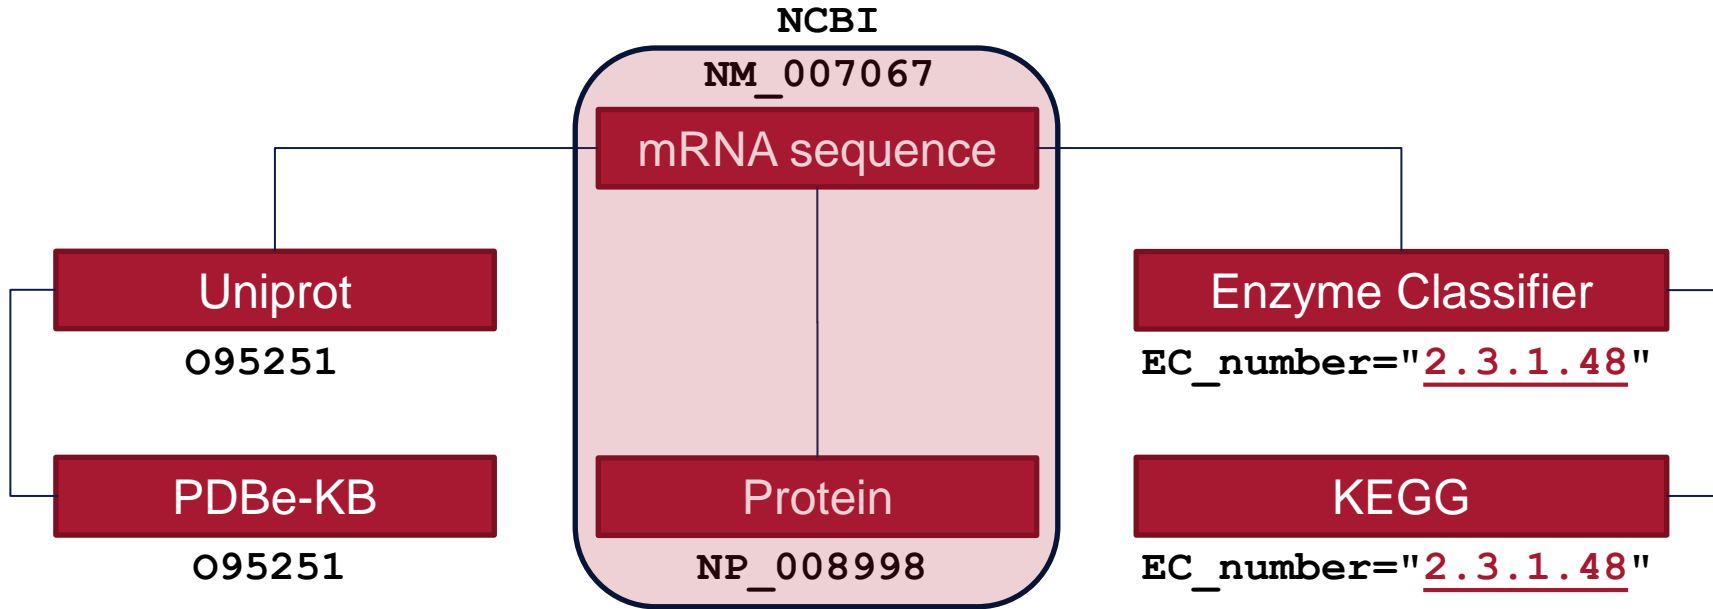 NCBI
NM_007067
mRNA sequence
Uniprot
O95251
Enzyme Classifier
EC_number="2.3.1.48"
PDBe-KB
O95251
Protein
NP_008998
KEGG
EC_number="2.3.1.48"